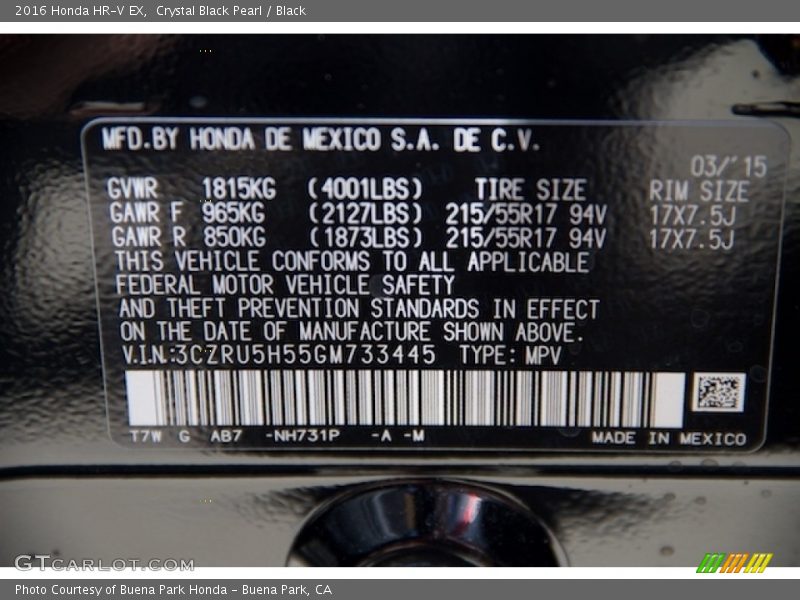 2016 Honda HR-V EX, Crystal Black Pearl / Black
MFD.BY HONDA DE MEXICO S.A. DE C.V.
03/'15
GVWR 1815KG (4001LBS) TIRE SIZE RIM SIZE
GAWR F 965KG (2127LBS) 215/55R17 94V 17X7.5J
GAWR R 850KG (1873LBS) 215/55R17 94V 17X7.5J
THIS VEHICLE CONFORMS TO ALL APPLICABLE
FEDERAL MOTOR VEHICLE SAFETY
AND THEFT PREVENTION STANDARDS IN EFFECT
ON THE DATE OF MANUFACTURE SHOWN ABOVE.
V.I.N.:3CZRU5H55GM733445 TYPE: MPV
T7W G AB7 -NH731P -A -M MADE IN MEXICO
GTCARLOT.COM
Photo Courtesy of Buena Park Honda - Buena Park, CA